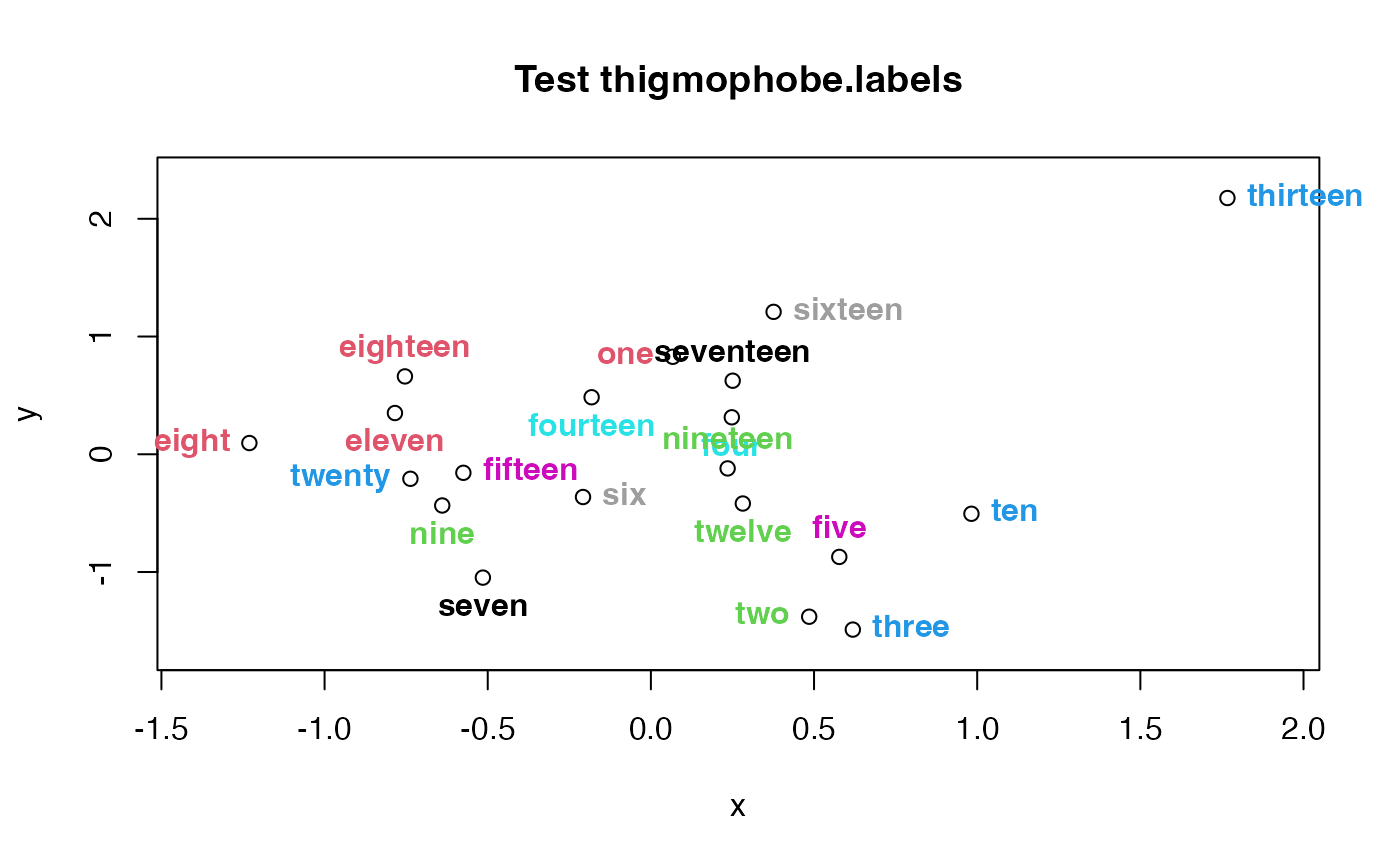 Test thigmophobe.labels
thirteen
sixteen
eighteen
one
seventeen
fourteen
nineteen
four
eight
eleven
twenty
fifteen
six
nine
twelve
five
ten
seven
two
three
y
2
1
0
-1
-1.5 -1.0 -0.5 0.0 0.5 1.0 1.5 2.0
x